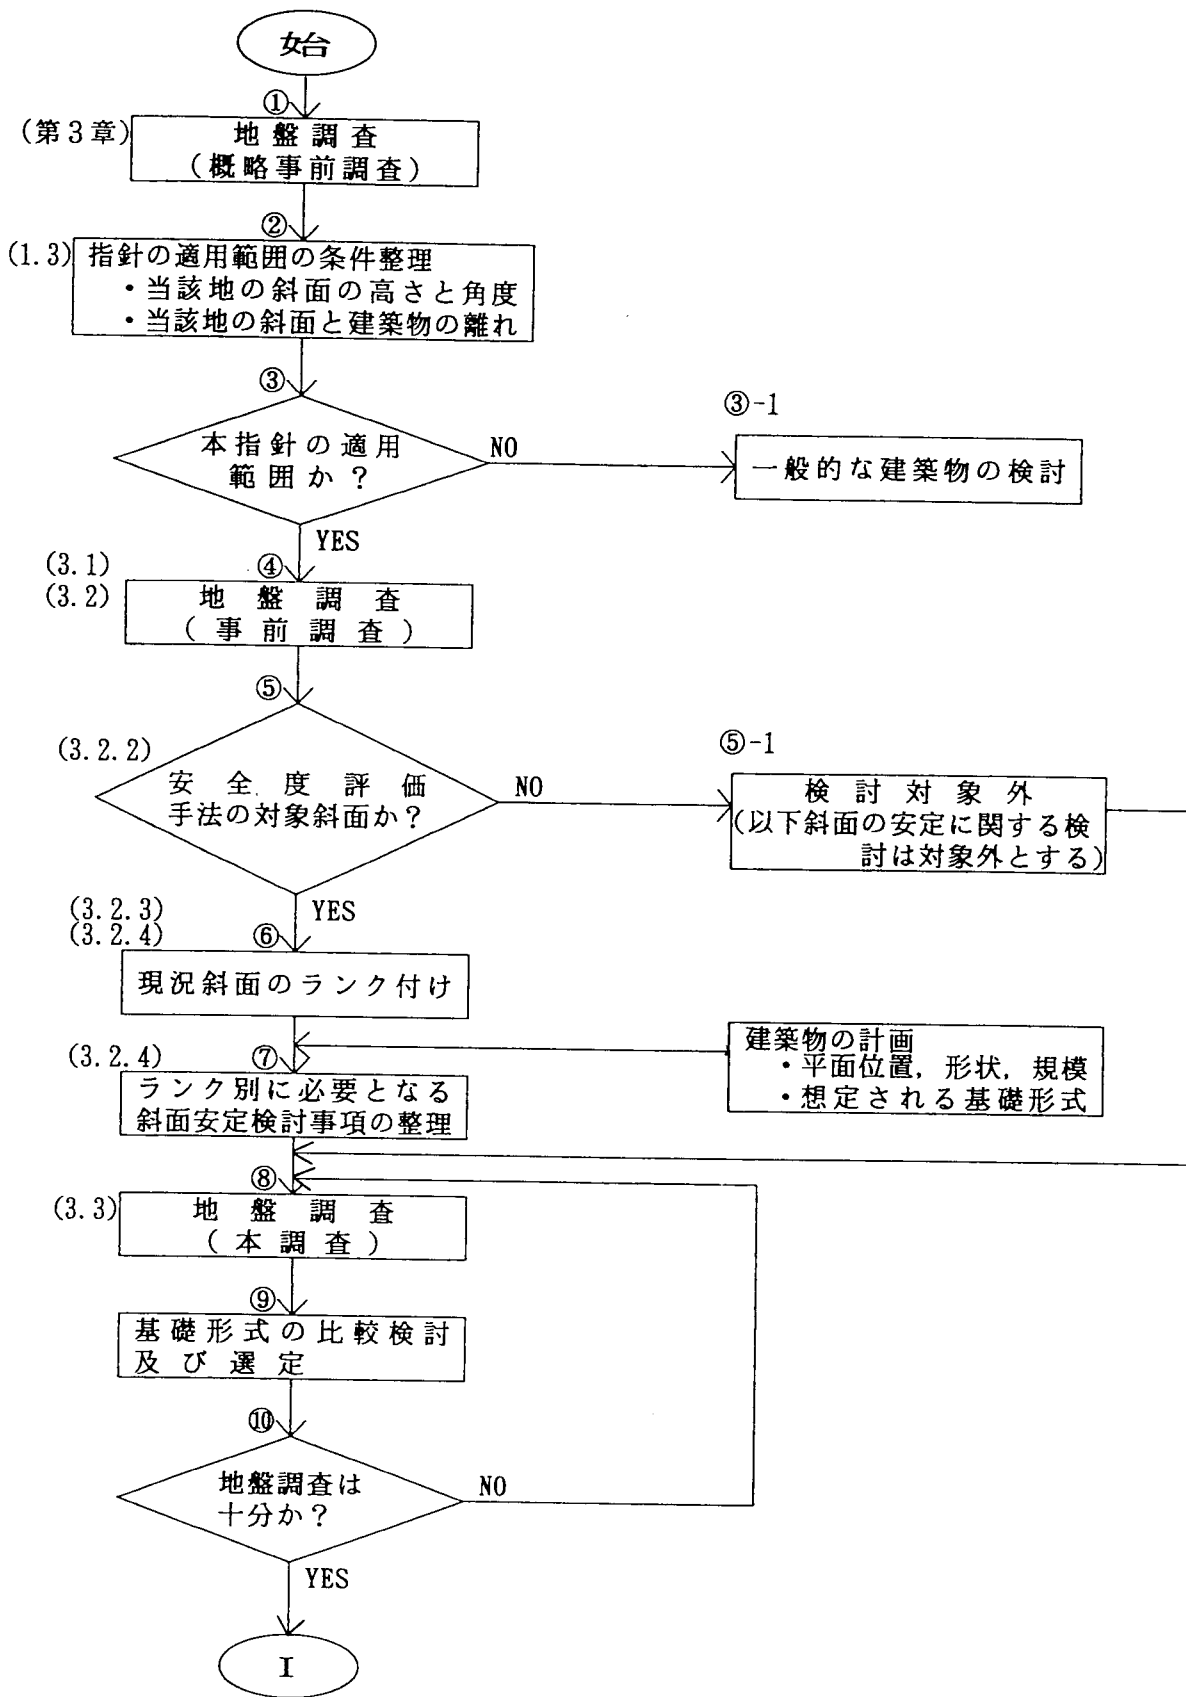 始
①
(第3章)
地盤調査
(概略事前調査)
②
(1.3)
指針の適用範囲の条件整理
・当該地の斜面の高さと角度
・当該地の斜面と建築物の離れ
③
本指針の適用
範囲か？
NO
③-1
一般的な建築物の検討
YES
(3.1)
(3.2)
④
地盤調査
(事前調査)
⑤
(3.2.2)
安全度評価
手法の対象斜面か？
NO
⑤-1
検討対象外
(以下斜面の安定に関する検
討は対象外とする)
YES
(3.2.3)
(3.2.4)
⑥
現況斜面のランク付け
建築物の計画
・平面位置, 形状, 規模
・想定される基礎形式
(3.2.4)
⑦
ランク別に必要となる
斜面安定検討事項の整理
⑧
(3.3)
地盤調査
(本調査)
⑨
基礎形式の比較検討
及び選定
⑩
地盤調査は
十分か？
NO
YES
I